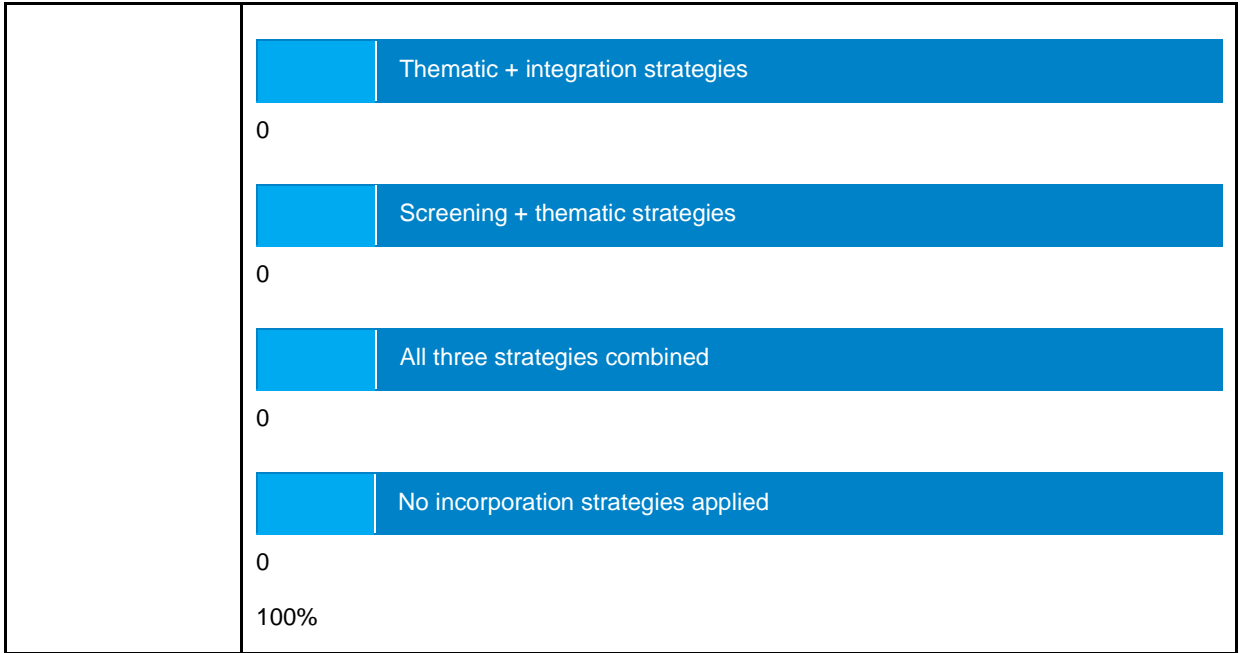 Thematic + integration strategies
0
Screening + thematic strategies
0
All three strategies combined
0
No incorporation strategies applied
0
100%